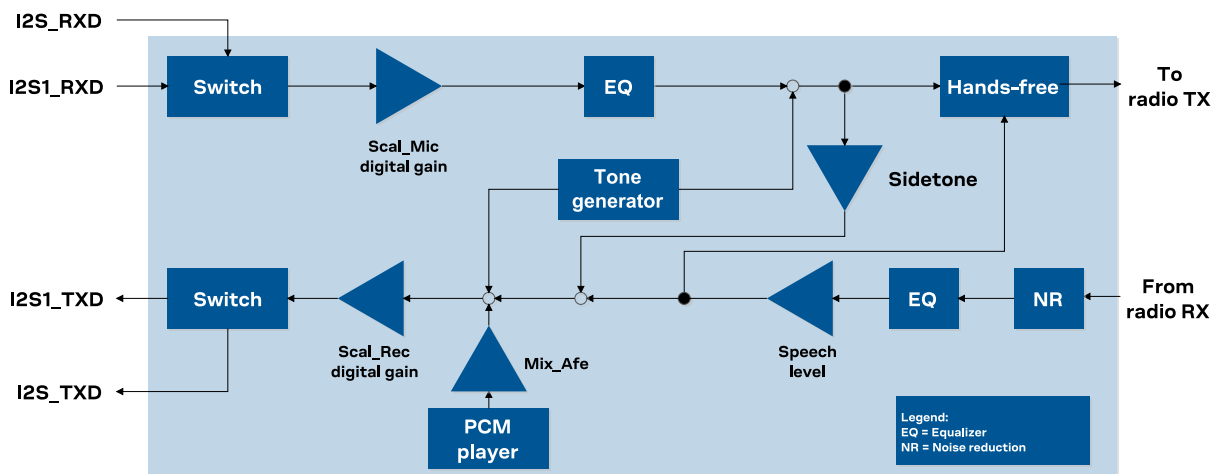 I2S_RXD
I2S1_RXD
Switch
EQ
Hands-free
To
radio TX
Scal_Mic
digital gain
Tone
generator
Sidetone
I2S1_TXD
Switch
EQ
NR
From
radio RX
Scal_Rec
digital gain
Mix_Afe
Speech
level
I2S_TXD
PCM
player
Legend:
EQ = Equalizer
NR = Noise reduction